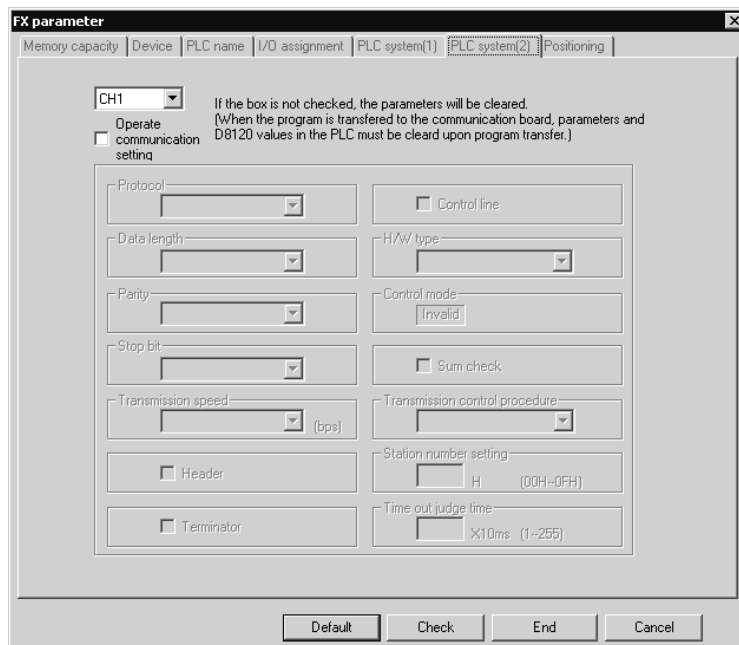 FX parameter
Memory capacity Device PLC name I/O assignment PLC system(1) PLC system(2) Positioning
CH1
If the box is not checked, the parameters will be cleared.
(When the program is transfered to the communication board, parameters and
D8120 values in the PLC must be cleard upon program transfer.)
Operate
communication
setting
Protocol
Control line
Data length
H/W type
Parity
Control mode
Invalid
Stop bit
Sum check
Transmission speed
(bps)
Transmission control procedure
Header
Station number setting
H (00H--0FH)
Terminator
Time out judge time
X10ms (1--255)
Default Check End Cancel